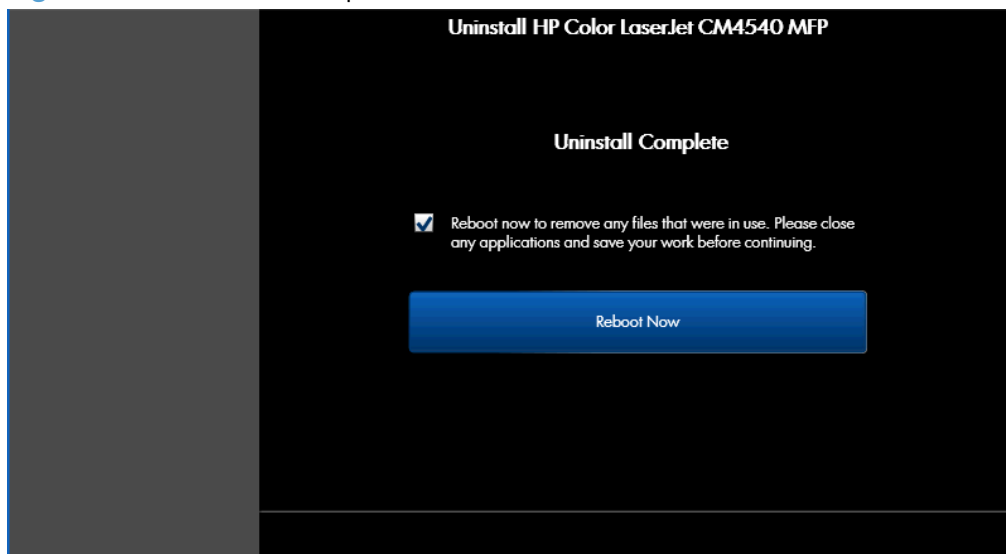 Uninstall HP Color LaserJet CM4540 MFP
Uninstall Complete
Reboot now to remove any files that were in use. Please close
any applications and save your work before continuing.
Reboot Now